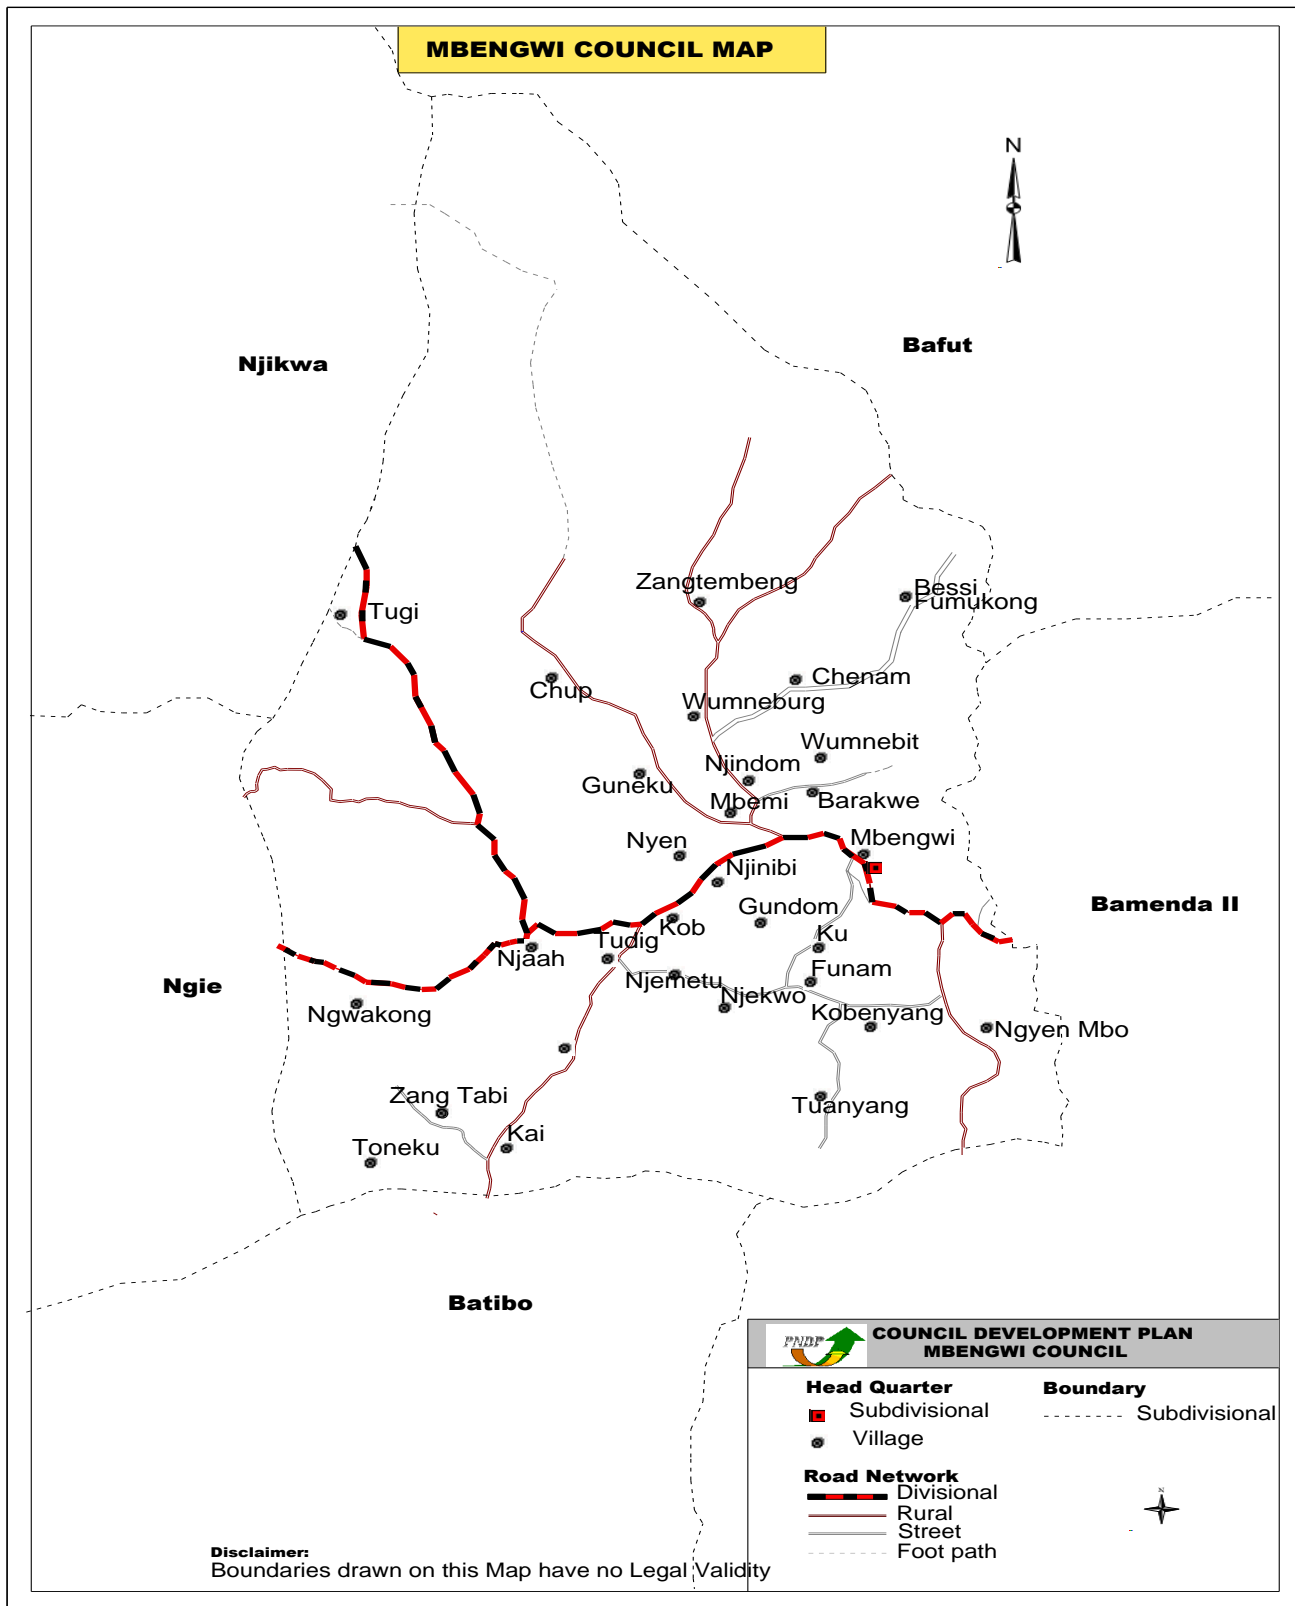 MBENGWI COUNCIL MAP
N
Bafut
Njikwa
Zangtembeng
Bessi
Fumukong
Tugi
Chenam
Chup
Wumneburg
Wumnebit
Njindom
Guneku
Barakwe
Mbemi
Mbengwi
Nyen
Njinibi
Bamenda II
Gundom
Kob
Ku
Tudig
Njaah
Funam
Ngie
Njemetu
Njekwo
Ngwakong
Kobenyang
Ngyen Mbo
Zang Tabi
Tuanyang
Kai
Toneku
Batibo
PNDP
COUNCIL DEVELOPMENT PLAN
MBENGWI COUNCIL
Head Quarter
Subdivisional
Village
Boundary
Subdivisional
Road Network
Divisional
Rural
Street
Foot path
N
Disclaimer:
Boundaries drawn on this Map have no Legal Validity